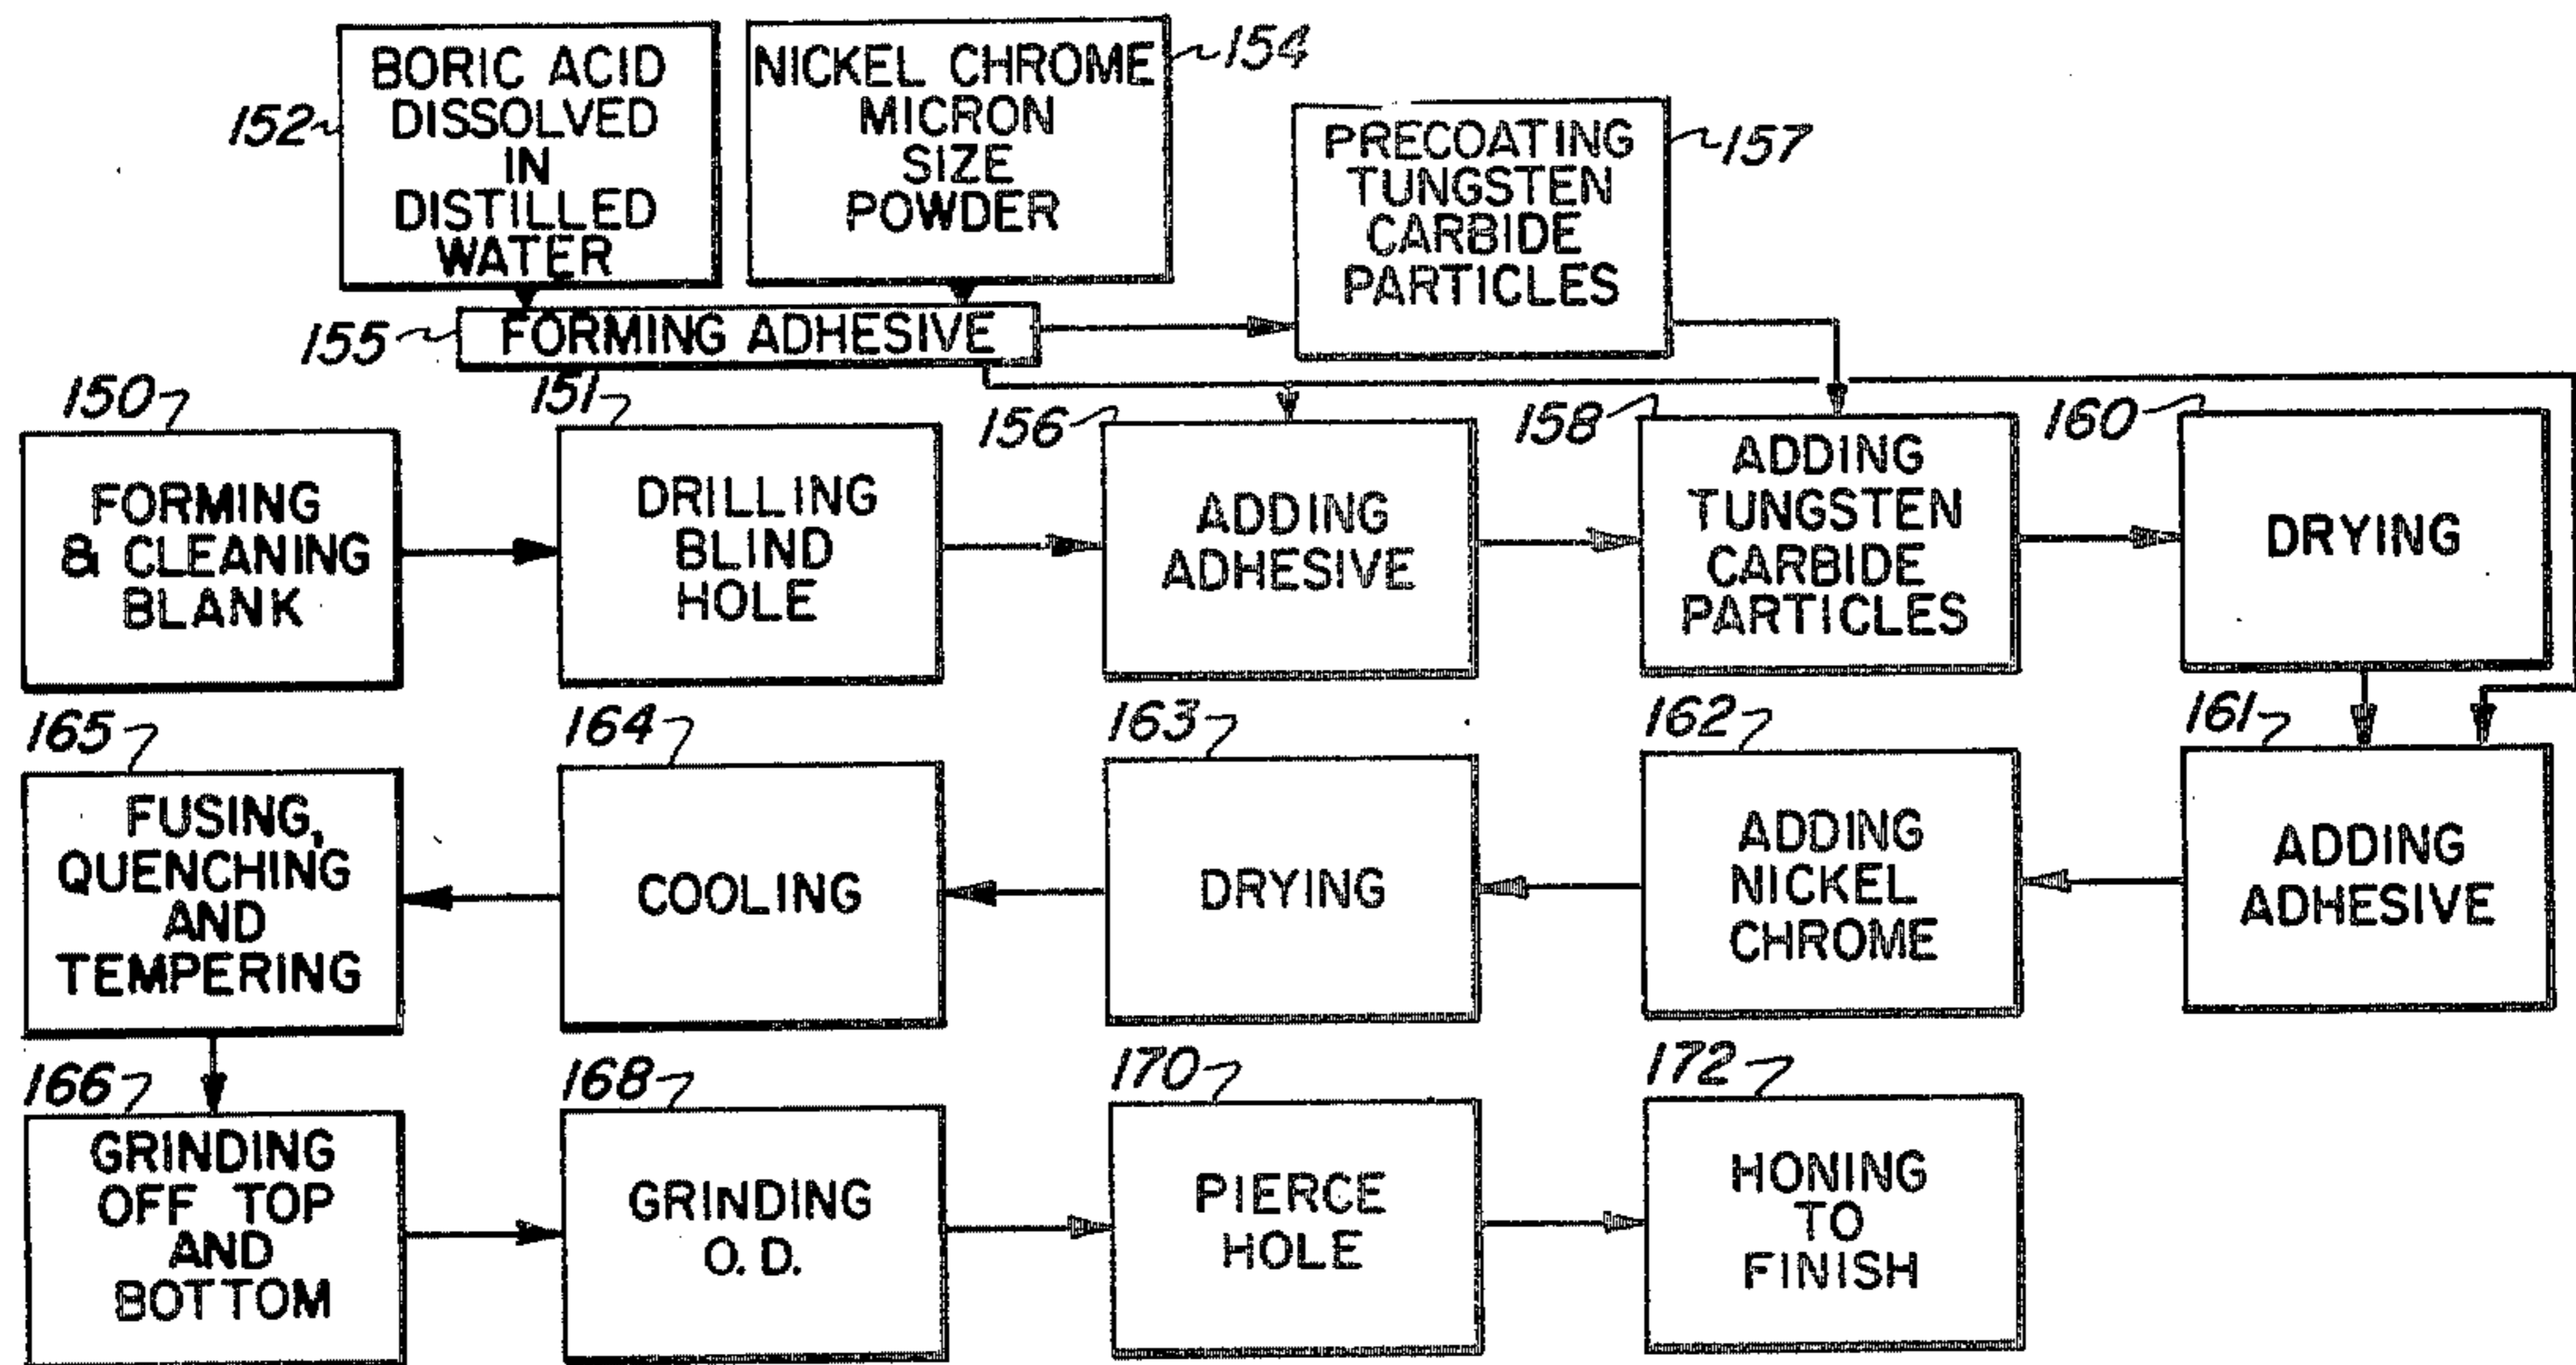 BORIC ACID
DISSOLVED
IN
DISTILLED
WATER
152
NICKEL CHROME
MICRON
SIZE
POWDER
154
PRECOATING
TUNGSTEN
CARBIDE
PARTICLES
157
155
FORMING ADHESIVE
150
FORMING
& CLEANING
BLANK
151
DRILLING
BLIND
HOLE
156
ADDING
ADHESIVE
158
ADDING
TUNGSTEN
CARBIDE
PARTICLES
160
DRYING
165
FUSING,
QUENCHING
AND
TEMPERING
164
COOLING
163
DRYING
162
ADDING
NICKEL
CHROME
161
ADDING
ADHESIVE
166
GRINDING
OFF TOP
AND
BOTTOM
168
GRINDING
O.D.
170
PIERCE
HOLE
172
HONING
TO
FINISH